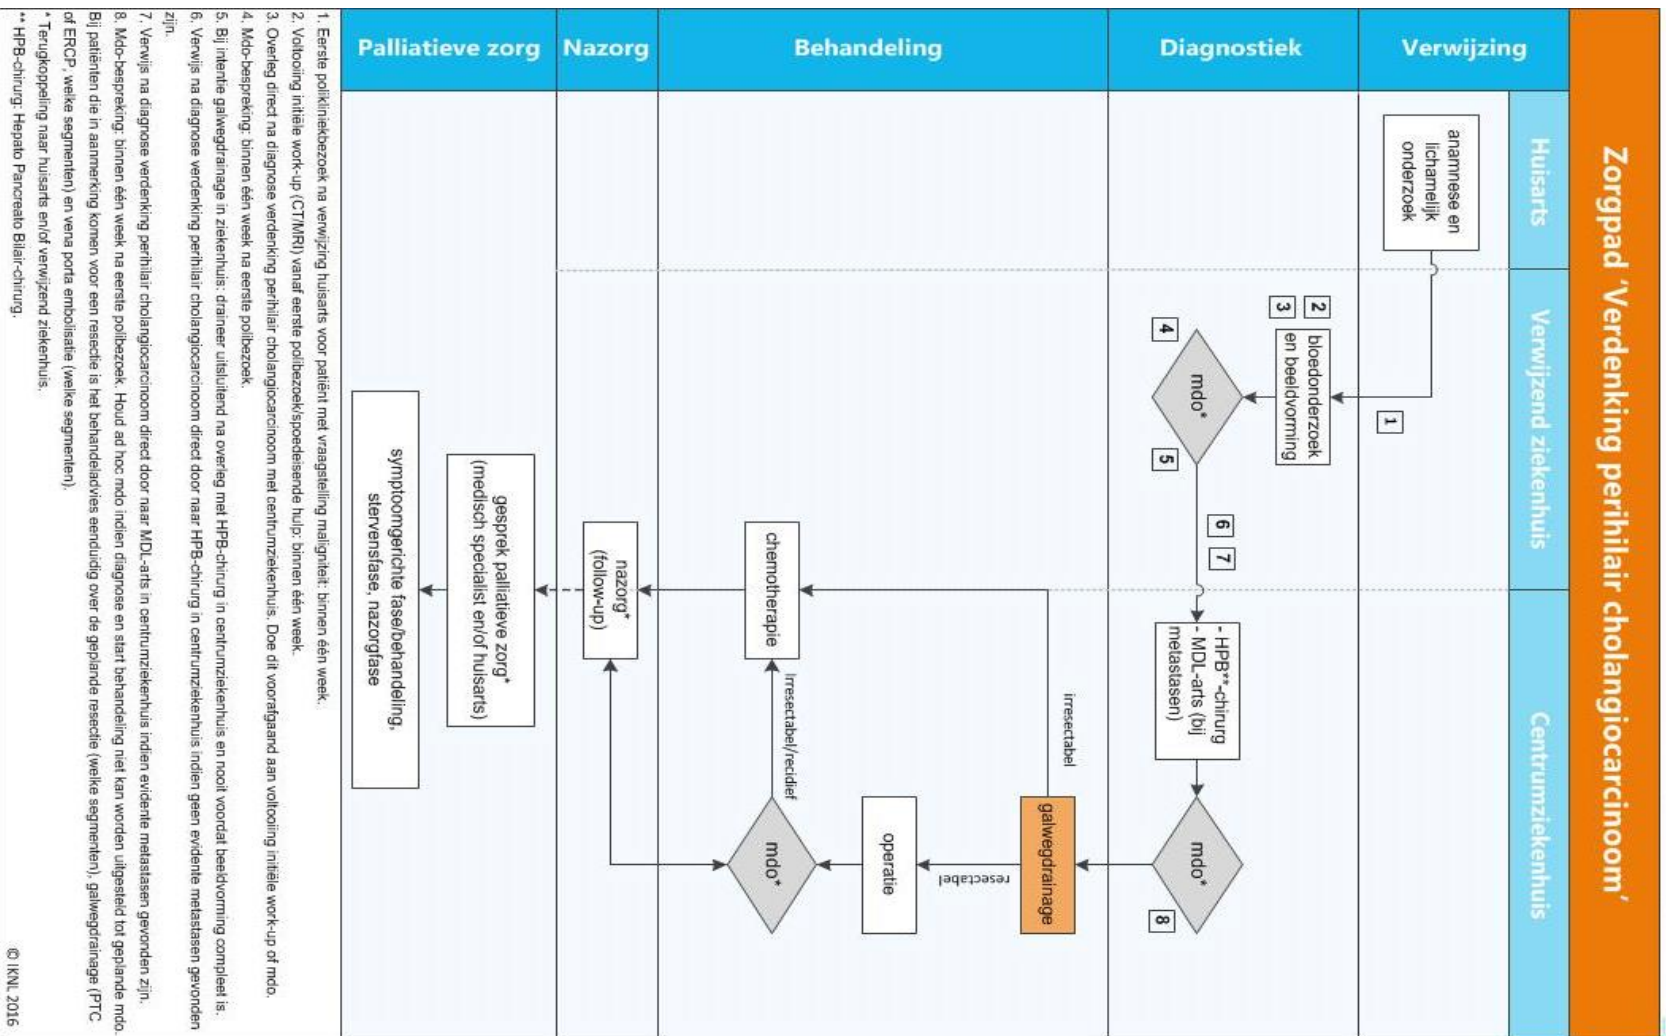 Zorgpad ‘Verdenking perihilair cholangiocarcinoom’
Huisarts
Verwijzend ziekenhuis
Centrumziekenhuis
Verwijzing
anamnese en
lichamelijk
onderzoek
1
Diagnostiek
2
3
bloedonderzoek
en beeldvorming
4
mdo*
5
6
7
- HPB**-chirurg
- MDL-arts (bij
metastasen)
mdo*
8
Behandeling
irresectabel
galwegdrainage
resectabel
operatie
chemotherapie
Irresectabel/recidief
mdo*
Nazorg
nazorg*
(follow-up)
Palliatieve zorg
gesprek palliatieve zorg*
(medisch specialist en/of huisarts)
symptoomgerichte fase/behandeling,
stervensfase, nazorgfase
1. Eerste polikliniekbezoek na verwijzing huisarts voor patiënt met vraagstelling maligniteit: binnen één week.
2. Voltooiing initiële work-up (CT/MRI) vanaf eerste polibezoek/spoedeisende hulp: binnen één week.
3. Overleg direct na diagnose verdenking perihilair cholangiocarcinoom met centrumziekenhuis. Doe dit voorafgaand aan voltooiing initiële work-up of mdo.
4. Mdo-bespreking: binnen één week na eerste polibezoek.
5. Bij intentie galwegdrainage in ziekenhuis: draineer uitsluitend na overleg met HPB-chirurg in centrumziekenhuis en nooit voordat beeldvorming compleet is.
6. Verwijs na diagnose verdenking perihilair cholangiocarcinoom direct door naar HPB-chirurg in centrumziekenhuis indien geen evidente metastasen gevonden
zijn.
7. Verwijs na diagnose verdenking perihilair cholangiocarcinoom direct door naar MDL-arts in centrumziekenhuis indien evidente metastasen gevonden zijn.
8. Mdo-bespreking: binnen één week na eerste polibezoek. Houd ad hoc mdo indien diagnose en start behandeling niet kan worden uitgesteld tot geplande mdo.
Bij patiënten die in aanmerking komen voor een resectie is het behandeladvies eenduidig over de geplande resectie (welke segmenten), galwegdrainage (PTC
of ERCP, welke segmenten) en vena porta embolisatie (welke segmenten).
* Terugkoppeling naar huisarts en/of verwijzend ziekenhuis.
** HPB-chirurg: Hepato Pancreato Bilair-chirurg.
© IKNL 2016